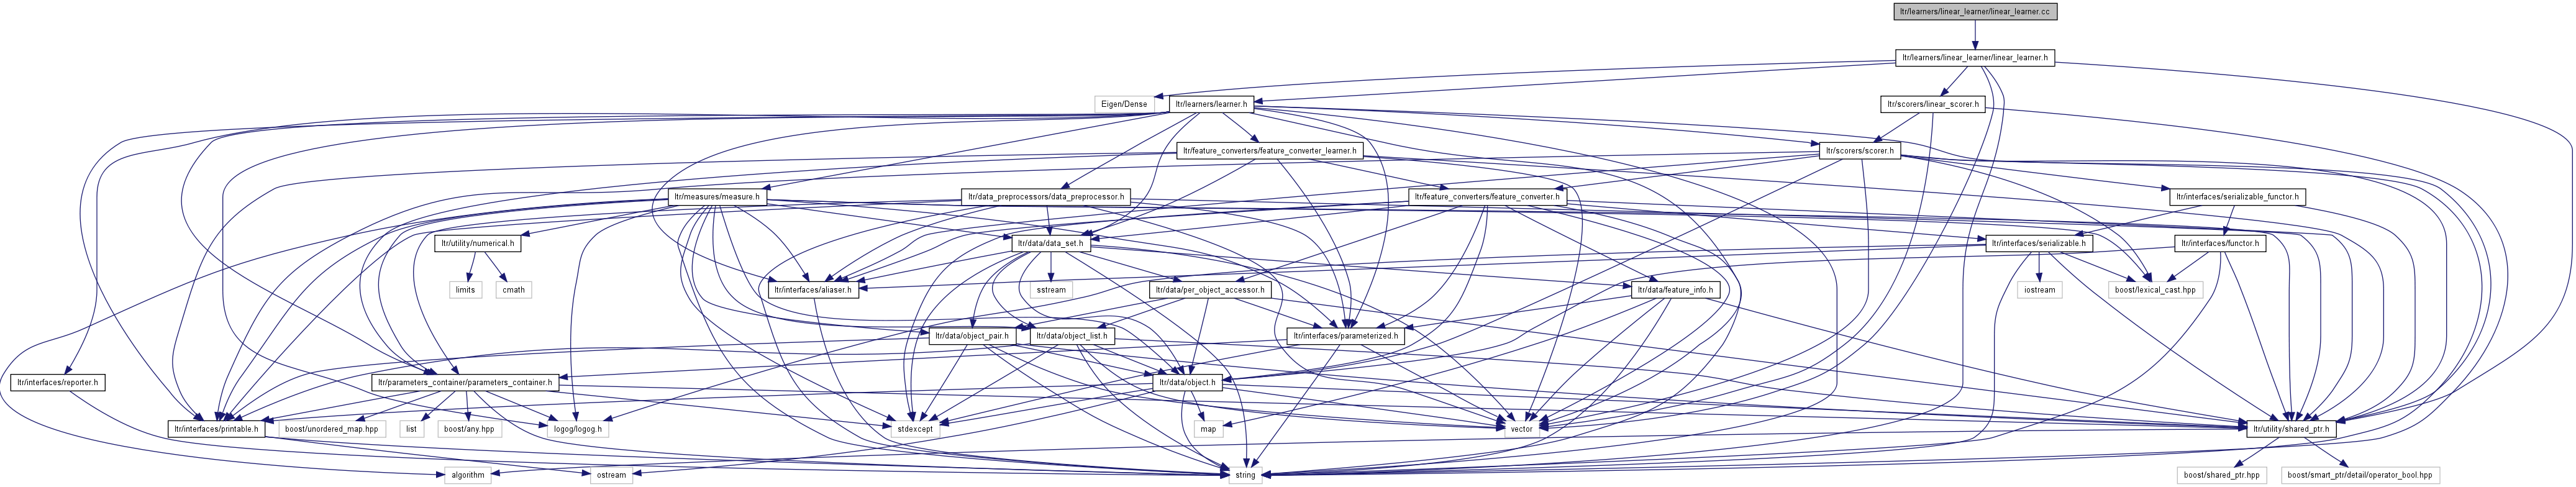 ltr/learners/linear_learner/linear_learner.cc
ltr/learners/linear_learner/linear_learner.h
Eigen/Dense
ltr/learners/learner.h
ltr/scorers/linear_scorer.h
ltr/feature_converters/feature_converter_learner.h
ltr/scorers/scorer.h
ltr/measures/measure.h
ltr/data_preprocessors/data_preprocessor.h
ltr/feature_converters/feature_converter.h
ltr/interfaces/serializable_functor.h
ltr/utility/numerical.h
ltr/data/data_set.h
ltr/interfaces/serializable.h
ltr/interfaces/functor.h
limits
cmath
ltr/interfaces/aliaser.h
sstream
ltr/data/per_object_accessor.h
ltr/data/feature_info.h
iostream
boost/lexical_cast.hpp
ltr/data/object_pair.h
ltr/data/object_list.h
ltr/interfaces/parameterized.h
ltr/interfaces/reporter.h
ltr/parameters_container/parameters_container.h
ltr/data/object.h
ltr/interfaces/printable.h
boost/unordered_map.hpp
list
boost/any.hpp
logog/logog.h
stdexcept
map
vector
ltr/utility/shared_ptr.h
algorithm
ostream
string
boost/shared_ptr.hpp
boost/smart_ptr/detail/operator_bool.hpp